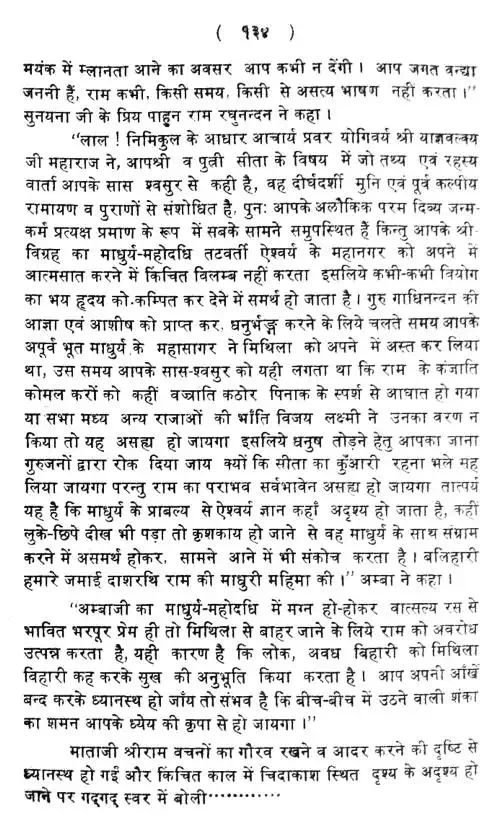 ( १३४ )
मयंक में म्लानता आने का अवसर आप कभी न देंगी । आप जगत वन्द्या
जननी हैं, राम कभी, किसी समय, किसी से असत्य भाषण नहीं करता ।”
सुनयना जी के प्रिय पाहुन राम रघुनन्दन ने कहा ।
“लाल ! निमिकुल के आधार आचार्य प्रवर योगिवर्य श्री याज्ञवल्क्य
जी महाराज ने, आपश्री व पुत्री सीता के विषय में जो तथ्य एवं रहस्य
वार्ता आपके सास श्वसुर से कही है, वह दीर्घदर्शी मुनि एवं पूर्व कल्पीय
रामायण व पुराणों से संशोधित है, पुनः आपके अलौकिक परम दिव्य जन्म-
कर्म प्रत्यक्ष प्रमाण के रूप में सबके सामने समुपस्थित हैं किन्तु आपके श्री-
विग्रह का माधुर्य-महोदधि तटवर्ती ऐश्वर्य के महानगर को अपने में
आत्मसात करने में किंचित विलम्ब नहीं करता इसलिये कभी-कभी वियोग
का भय हृदय को-कम्पित कर देने में समर्थ हो जाता है । गुरु गाधिनन्दन की
आज्ञा एवं आशीष को प्राप्त कर, धनुर्भङ्ग करने के लिये चलते समय आपके
अपूर्व भूत माधुर्य के महासागर ने मिथिला को अपने में अस्त कर लिया
था, उस समय आपके सास-श्वसुर को यही लगता था कि राम के कंजाति
कोमल करों को कहीं वज्राति कठोर पिनाक के स्पर्श से आघात हो गया
या सभा मध्य अन्य राजाओं की भाँति विजय लक्ष्मी ने उनका वरण न
किया तो यह असह्य हो जायगा इसलिये धनुष तोड़ने हेतु आपका जाना
गुरुजनों द्वारा रोक दिया जाय क्यों कि सीता का कुँआरी रहना भले सह
लिया जायगा परन्तु राम का पराभव सर्वभावेन असह्य हो जायगा तात्पर्य
यह है कि माधुर्य के प्राबल्य से ऐश्वर्य ज्ञान कहाँ अदृश्य हो जाता है, कहीं
लुके-छिपे दीख भी पड़ा तो कृशकाय हो जाने से वह माधुर्य के साथ संग्राम
करने में असमर्थ होकर, सामने आने में भी संकोच करता है । बलिहारी
हमारे जमाई दाशरथि राम की माधुरी महिमा की ।” अम्बा ने कहा ।
“अम्बाजी का माधुर्य-महोदधि में मग्न हो-होकर वात्सल्य रस से
भावित भरपूर प्रेम ही तो मिथिला से बाहर जाने के लिये राम को अवरोध
उत्पन्न करता है, यही कारण है कि लोक, अवध बिहारी को मिथिला
विहारी कह करके सुख की अनुभूति किया करता है । आप अपनी आँखें
बन्द करके ध्यानस्थ हो जाँय तो संभव है कि बीच-बीच में उठने वाली शंका
का शमन आपके ध्येय की कृपा से हो जायगा ।”
माताजी श्रीराम वचनों का गौरव रखने व आदर करने की दृष्टि से
ध्यानस्थ हो गईं और किंचित काल में चिदाकाश स्थित दृश्य के अदृश्य हो
जाने पर गद्गद् स्वर में बोली············